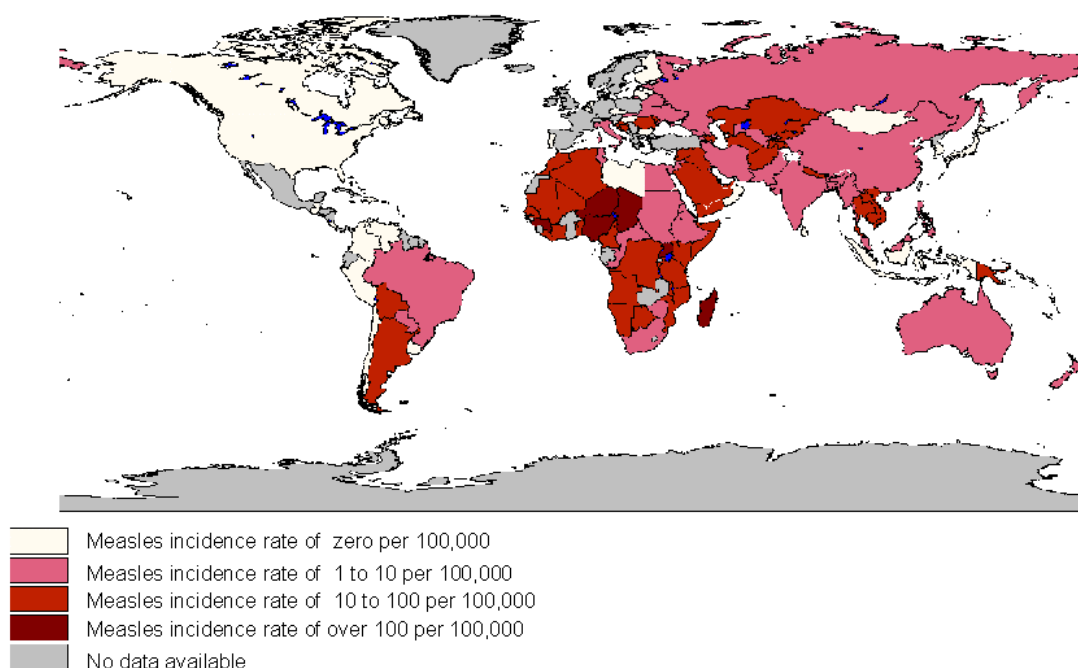 Measles incidence rate of zero per 100,000
Measles incidence rate of 1 to 10 per 100,000
Measles incidence rate of 10 to 100 per 100,000
Measles incidence rate of over 100 per 100,000
No data available